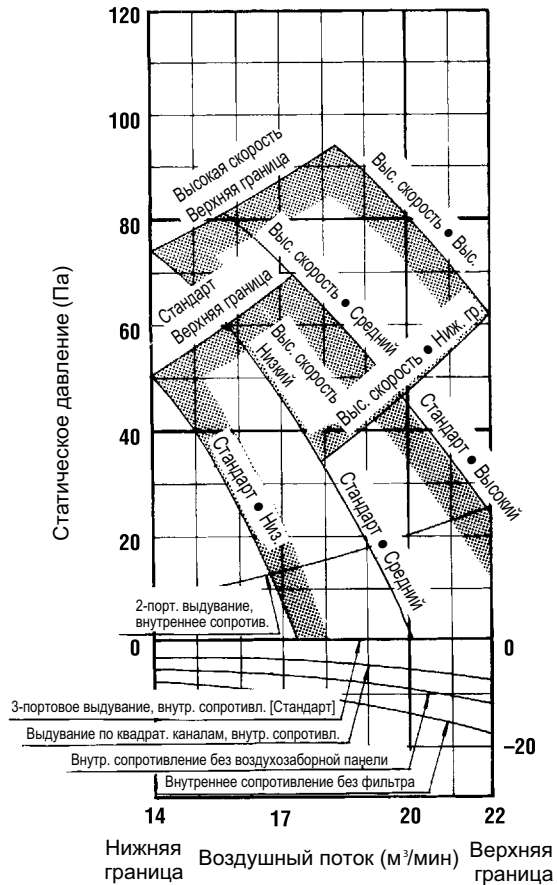 120
100
80
60
40
20
0
0
−20
Статическое давление (Па)
Высокая скорость
Верхняя граница
Выс. скорость ● Выс.
Стандарт
Верхняя граница
Выс. скорость ● Средний
Выс. скорость
Низкий
Выс. скорость ● Ниж. гр.
Стандарт ● Высокий
Стандарт ● Низ
Стандарт ● Средний
2-порт. выдувание,
внутреннее сопротив.
3-портовое выдувание, внутр. сопротивл. [Стандарт]
Выдувание по квадрат. каналам, внутр. сопротивл.
Внутр. сопротивление без воздухозаборной панели
Внутреннее сопротивление без фильтра
14
17
20
22
Нижняя
граница
Воздушный поток (м³/мин)
Верхняя
граница